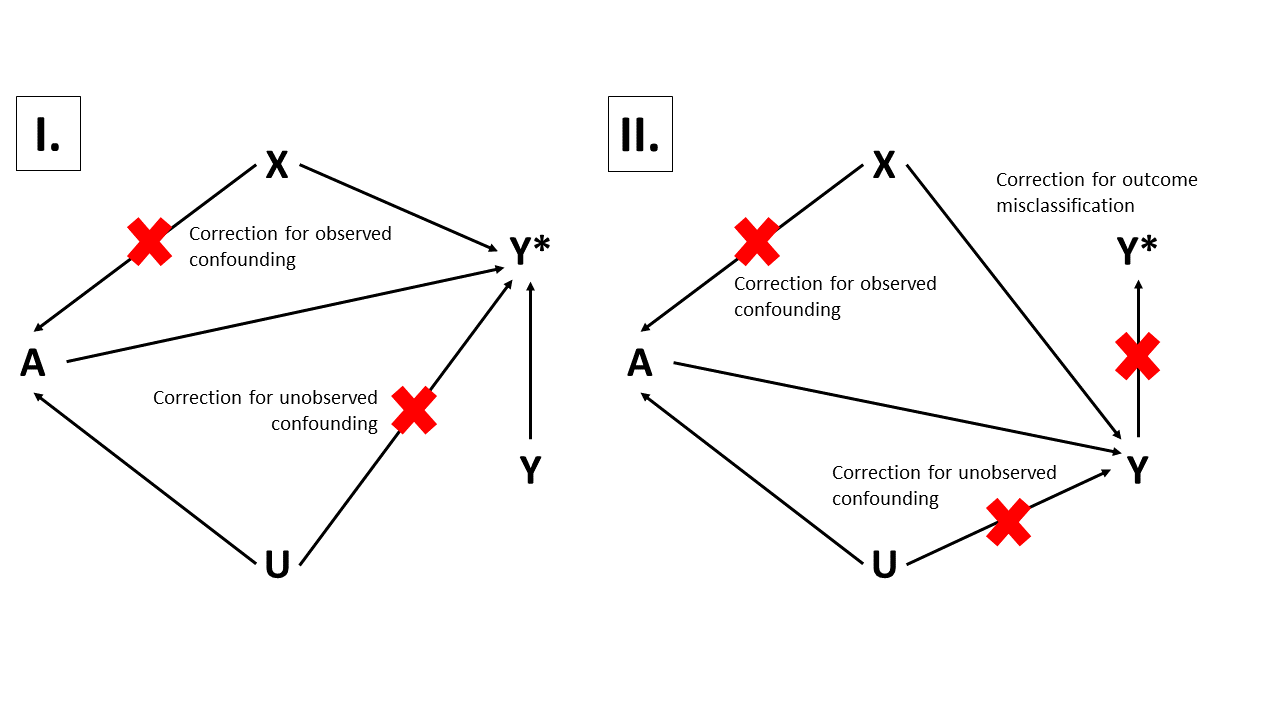 I.
X
Correction for observed
confounding
Y*
A
Correction for unobserved
confounding
Y
U
II.
X
Correction for outcome
misclassification
Y*
Correction for observed
confounding
A
Correction for unobserved
confounding
Y
U